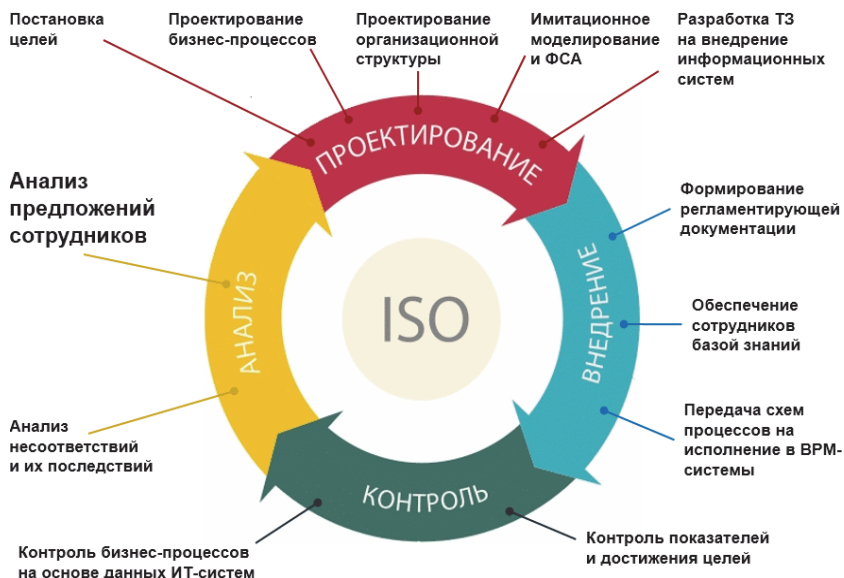 Постановка
целей
Проектирование
бизнес-процессов
Проектирование
организационной
структуры
Имитационное
моделирование
и ФСА
Разработка ТЗ
на внедрение
информационных
систем
ПРОЕКТИРОВАНИЕ
Анализ
предложений
сотрудников
Формирование
регламентирующей
документации
АНАЛИЗ
ISO
ВНЕДРЕНИЕ
Обеспечение
сотрудников
базой знаний
Анализ
несоответствий
и их последствий
Передача схем
процессов на
исполнение в BPM-
системы
КОНТРОЛЬ
Контроль бизнес-процессов
на основе данных ИТ-систем
Контроль показателей
и достижения целей